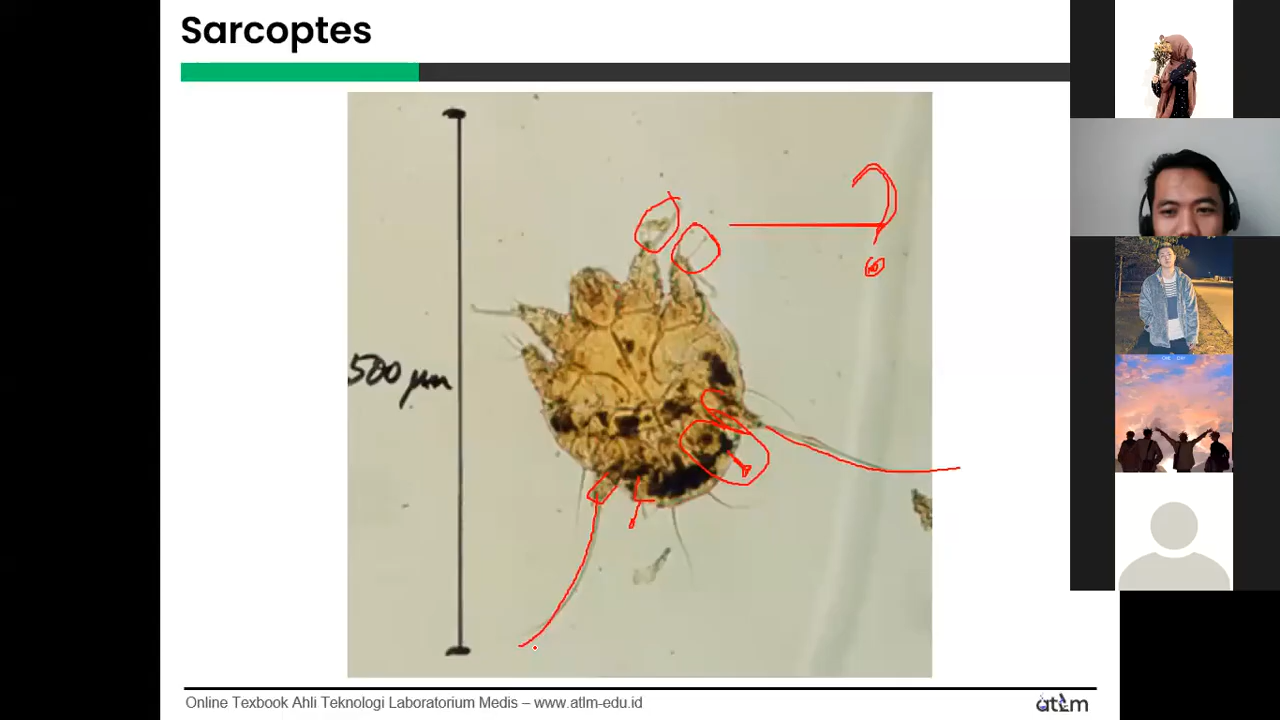 Sarcoptes
500 µm
?
Online Texbook Ahli Teknologi Laboratorium Medis – www.atlm-edu.id
atlm